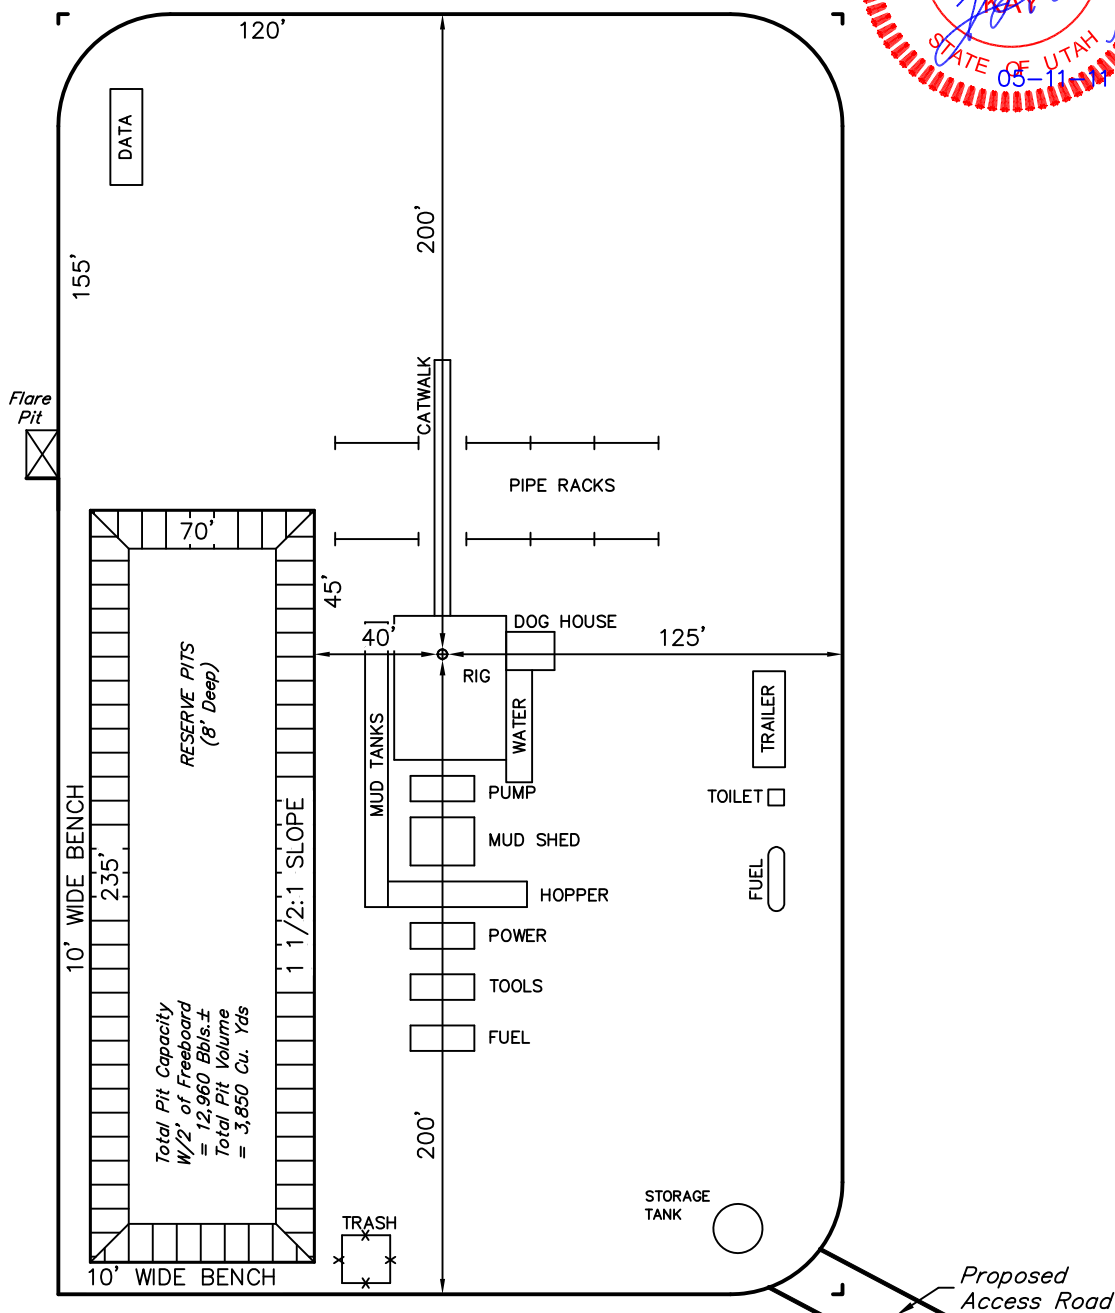 120'
STATE OF UTAH
05-11-11
DATA
200'
155'
CATWALK
Flare
Pit
PIPE RACKS
70'
45'
DOG HOUSE
40'
125'
RIG
RESERVE PITS
(8' Deep)
MUD TANKS
WATER
TRAILER
PUMP
TOILET
MUD SHED
10' WIDE BENCH
235'
1 1/2:1 SLOPE
FUEL
HOPPER
POWER
TOOLS
FUEL
Total Pit Capacity
W/2' of Freeboard
= 12,960 Bbls.±
Total Pit Volume
= 3,850 Cu. Yds
200'
STORAGE
TANK
TRASH
10' WIDE BENCH
Proposed
Access Road